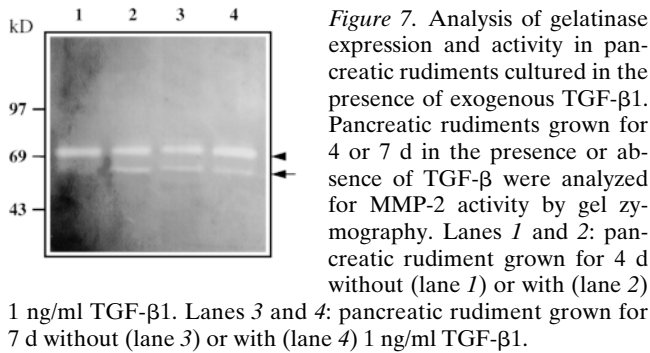 kD
1 2 3 4
97
69
43
Figure 7. Analysis of gelatinase
expression and activity in pan-
creatic rudiments cultured in the
presence of exogenous TGF-β1.
Pancreatic rudiments grown for
4 or 7 d in the presence or ab-
sence of TGF-β were analyzed
for MMP-2 activity by gel zy-
mography. Lanes 1 and 2: pan-
creatic rudiment grown for 4 d
without (lane 1) or with (lane 2)
1 ng/ml TGF-β1. Lanes 3 and 4: pancreatic rudiment grown for
7 d without (lane 3) or with (lane 4) 1 ng/ml TGF-β1.